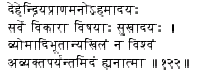 देहेन्द्रियप्राणमनोऽहमादयः
सर्वे विकारा विषयाः सुखादयः ।
व्योमादिभूतान्यखिलं न विश्वं
अव्यक्तपर्यन्तमिदं ह्यनात्मा ॥ १२२॥